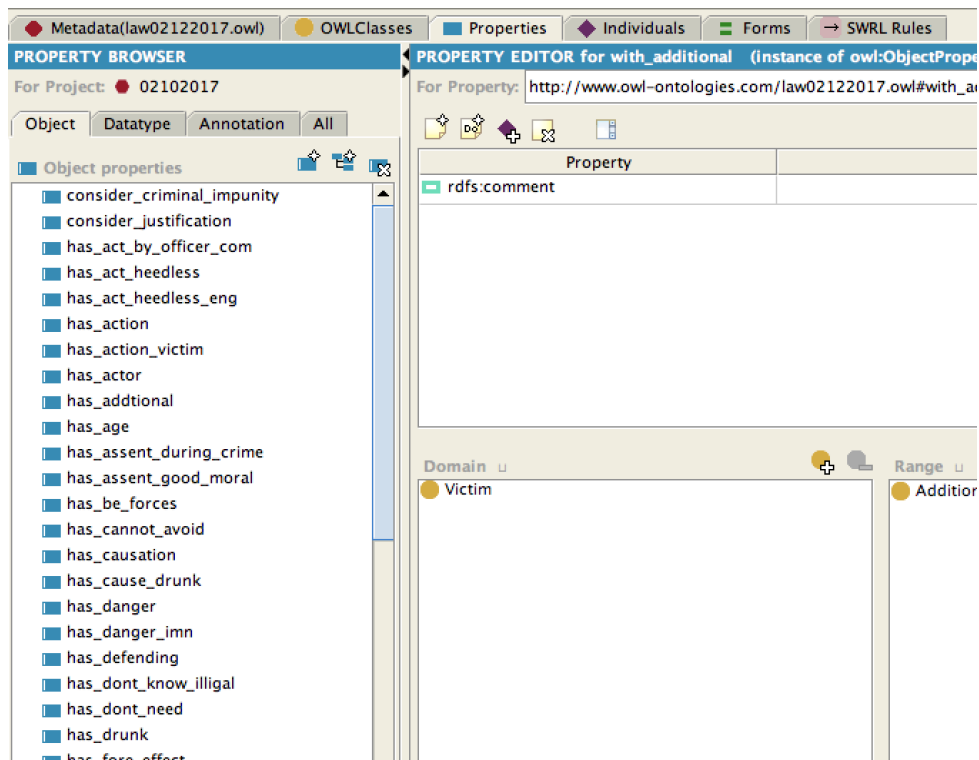 Metadata(law02122017.owl) OWLClasses Properties Individuals Forms SWRL Rules
PROPERTY BROWSER
For Project: 02102017
Object Datatype Annotation All
Object properties
consider_criminal_impunity
consider_justification
has_act_by_officer_com
has_act_heedless
has_act_heedless_eng
has_action
has_action_victim
has_actor
has_addtional
has_age
has_assent_during_crime
has_assent_good_moral
has_be_forces
has_cannot_avoid
has_causation
has_cause_drunk
has_danger
has_danger_imn
has_defending
has_dont_know_illigal
has_dont_need
has_drunk
has_fore_effect
PROPERTY EDITOR for with_additional (instance of owl:ObjectPrope
For Property: http://www.owl-ontologies.com/law02122017.owl#with_a
Property
rdfs:comment
Domain
Victim
Range
Addition